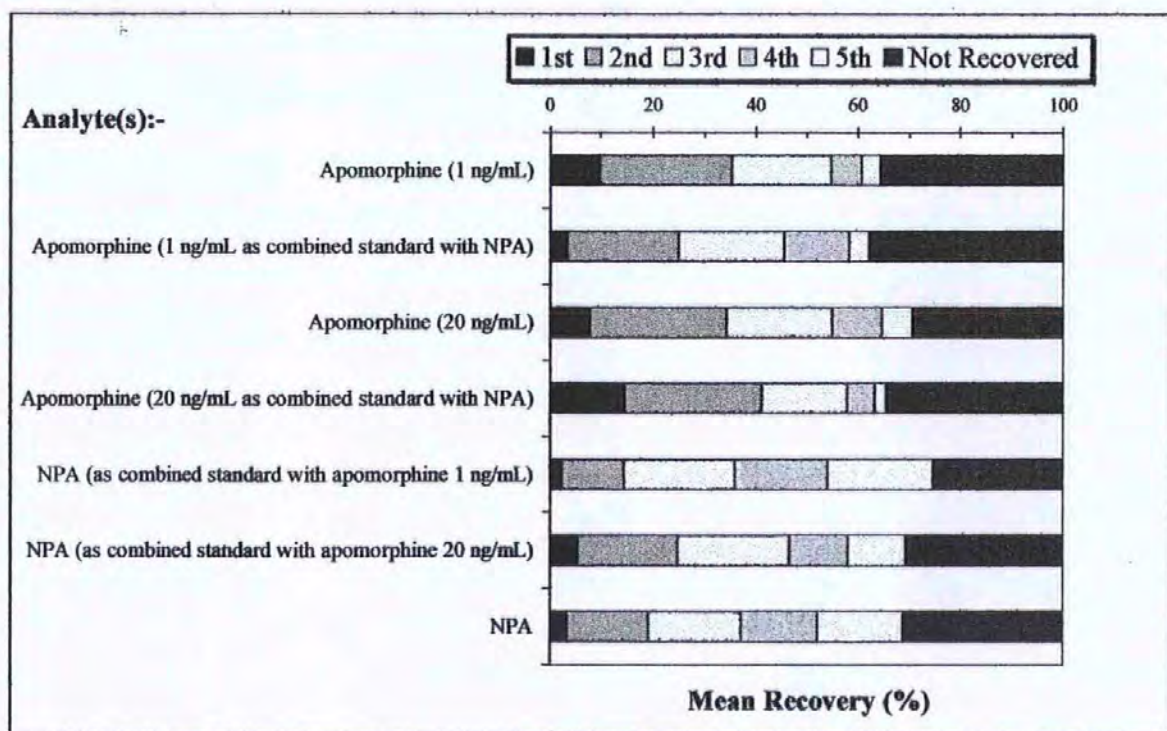 1st 2nd 3rd 4th 5th Not Recovered
0 20 40 60 80 100
Analyte(s):-
Apomorphine (1 ng/mL)
Apomorphine (1 ng/mL as combined standard with NPA)
Apomorphine (20 ng/mL)
Apomorphine (20 ng/mL as combined standard with NPA)
NPA (as combined standard with apomorphine 1 ng/mL)
NPA (as combined standard with apomorphine 20 ng/mL)
NPA
Mean Recovery (%)